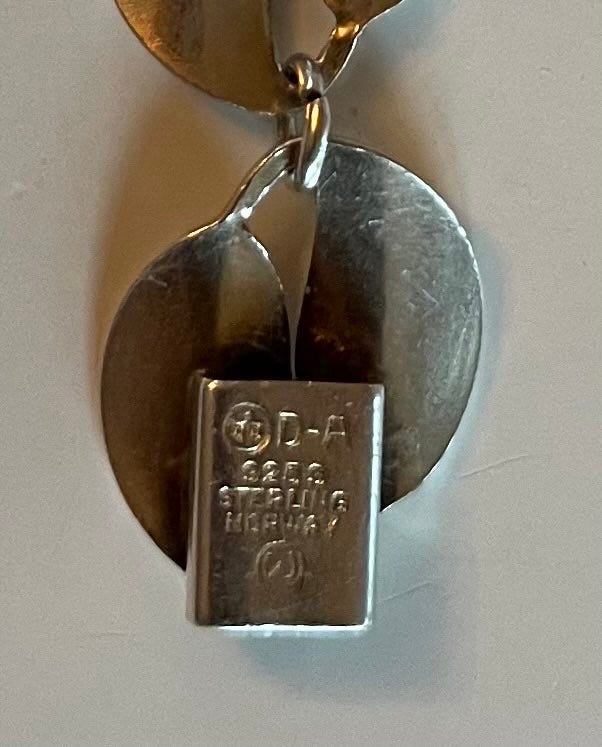 D-A
925S
STERLING
NORWAY